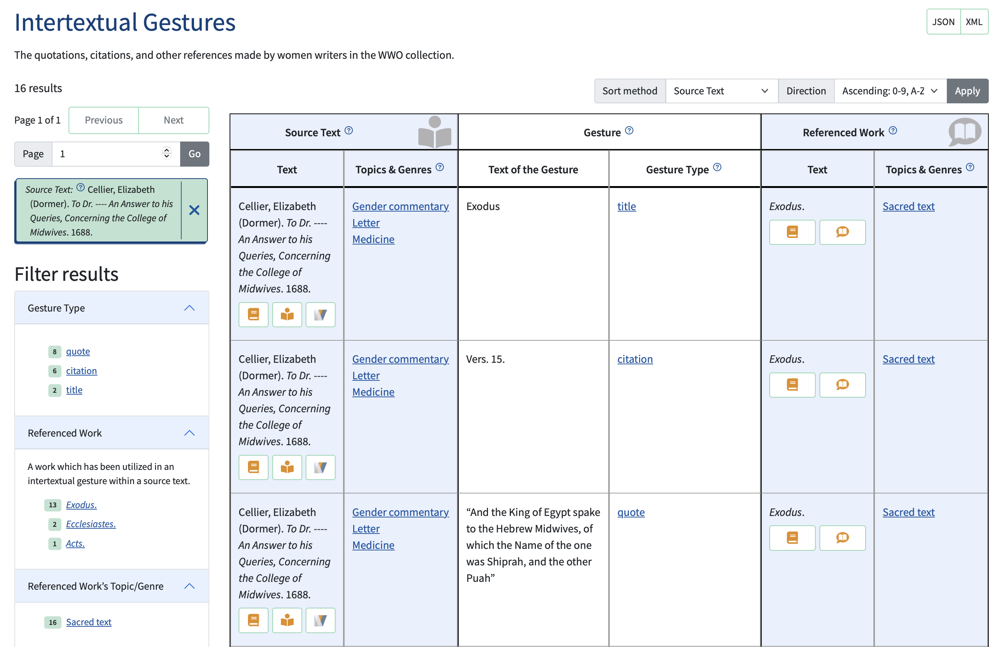 Intertextual Gestures
JSON XML
The quotations, citations, and other references made by women writers in the WWO collection.
16 results
Sort method Source Text Direction Ascending: 0-9, A-Z Apply
Page 1 of 1 Previous Next
Page 1 Go
Source Text: ? Cellier, Elizabeth
(Dormer). To Dr. ---- An Answer to his
Queries, Concerning the College of
Midwives. 1688.
Filter results
Gesture Type
8 quote
6 citation
2 title
Referenced Work
A work which has been utilized in an
intertextual gesture within a source text.
13 Exodus.
2 Ecclesiastes.
1 Acts.
Referenced Work’s Topic/Genre
16 Sacred text
Source Text ? Gesture ? Referenced Work ?
Text Topics & Genres ? Text of the Gesture Gesture Type ? Text Topics & Genres ?
Cellier, Elizabeth
(Dormer). To Dr. ----
An Answer to his
Queries, Concerning
the College of
Midwives. 1688.
Gender commentary
Letter
Medicine
Exodus
title
Exodus.
Sacred text
Cellier, Elizabeth
(Dormer). To Dr. ----
An Answer to his
Queries, Concerning
the College of
Midwives. 1688.
Gender commentary
Letter
Medicine
Vers. 15.
citation
Exodus.
Sacred text
Cellier, Elizabeth
(Dormer). To Dr. ----
An Answer to his
Queries, Concerning
the College of
Midwives. 1688.
Gender commentary
Letter
Medicine
“And the King of Egypt spake
to the Hebrew Midwives, of
which the Name of the one
was Shiprah, and the other
Puah”
quote
Exodus.
Sacred text